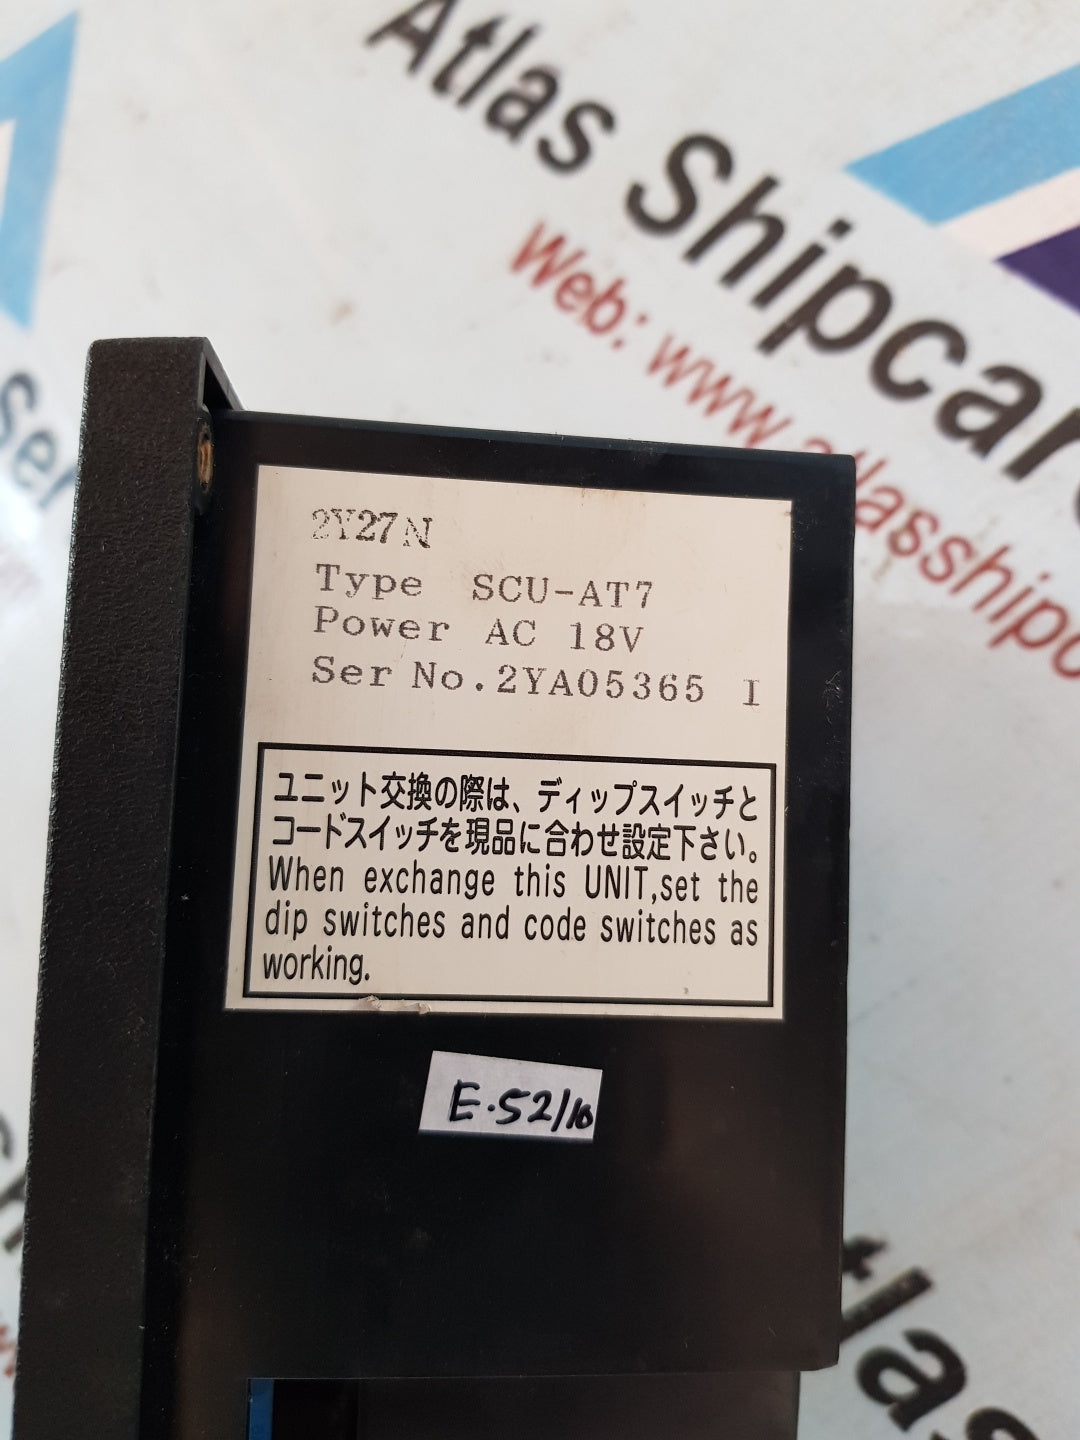 Atlas Shipcar
Web: www.atlasshipc
ser
2Y27N
Type SCU-AT7
Power AC 18V
Ser No.2YA05365 I
ユニット交換の際は、ディップスイッチと
コードスイッチを現品に合わせ設定下さい。
When exchange this UNIT,set the
dip switches and code switches as
working.
E.52/10
Atlas